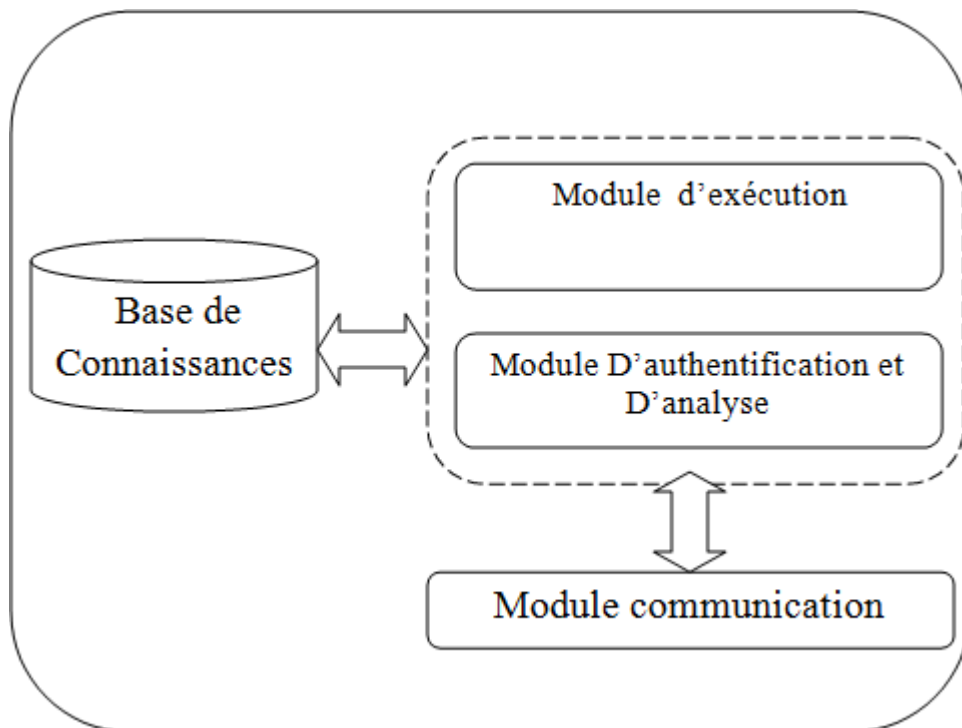 Module d’exécution
Base de
Connaissances
Module D’authentification et
D’analyse
Module communication